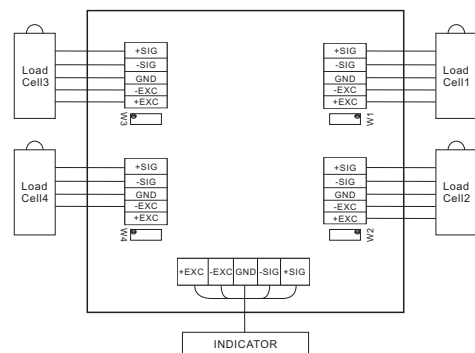 Load
Cell3
+SIG
-SIG
GND
-EXC
+EXC
W3
+SIG
-SIG
GND
-EXC
+EXC
W1
Load
Cell1
Load
Cell4
+SIG
-SIG
GND
-EXC
+EXC
W4
+SIG
-SIG
GND
-EXC
+EXC
W2
Load
Cell2
+EXC -EXC GND -SIG +SIG
INDICATOR